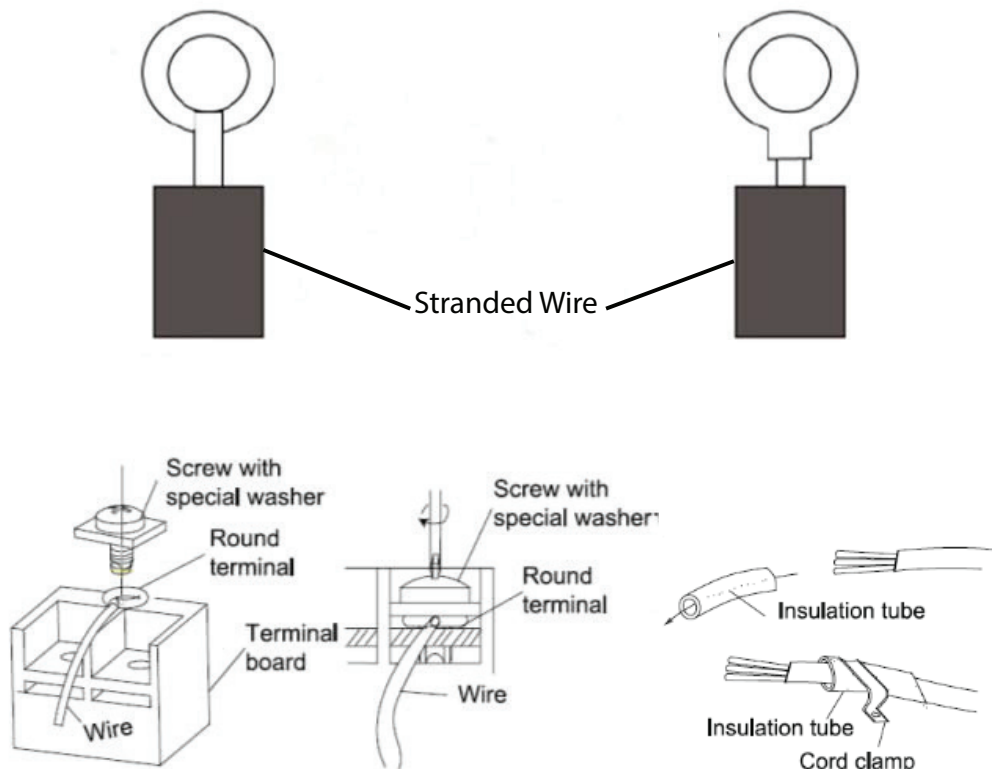 Stranded Wire
Screw with
special washer
Round
terminal
Terminal
board
Wire
Screw with
special washer
Round
terminal
Wire
Insulation tube
Insulation tube
Cord clamp